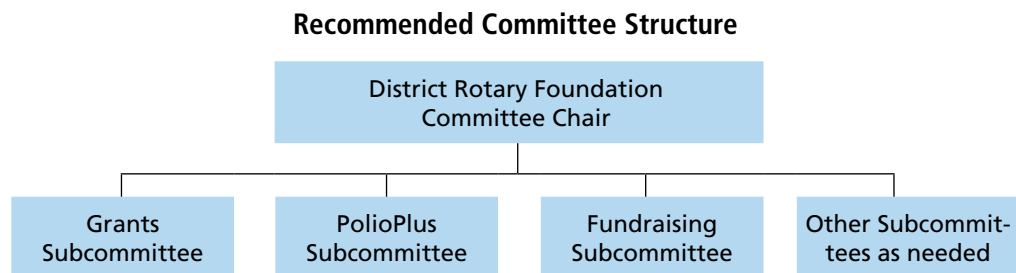 Recommended Committee Structure
District Rotary Foundation
Committee Chair
Grants
Subcommittee
PolioPlus
Subcommittee
Fundraising
Subcommittee
Other Subcommit-
tees as needed